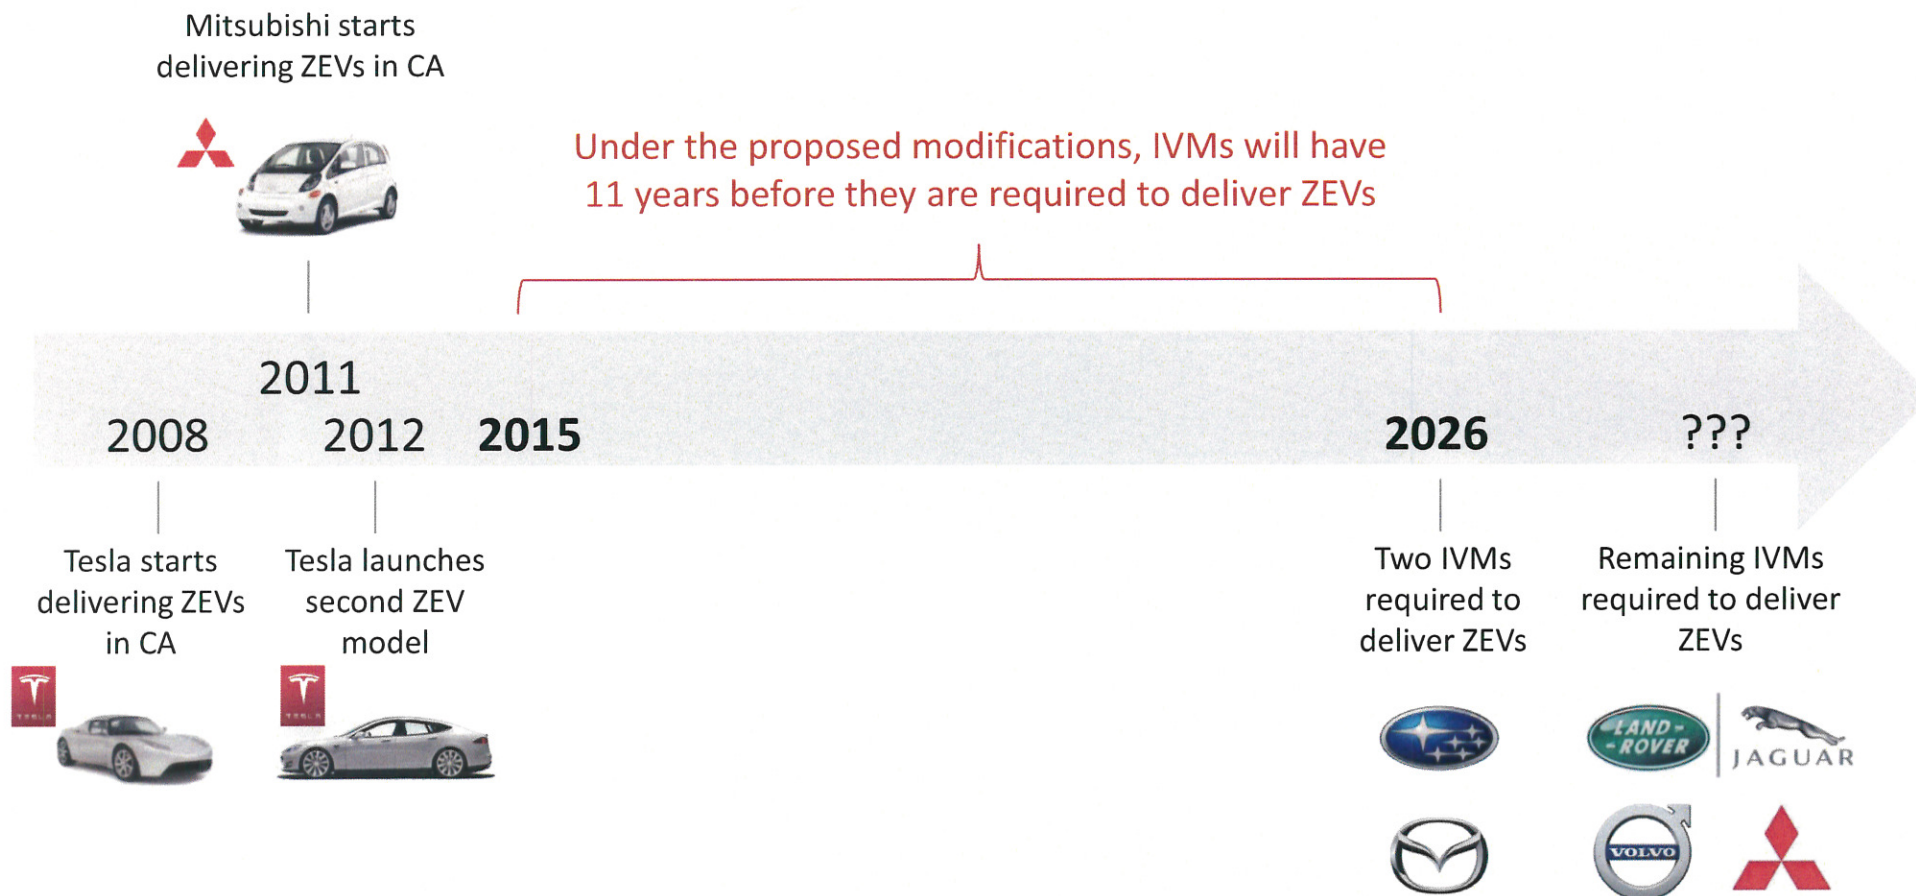 Mitsubishi starts
delivering ZEVs in CA
Under the proposed modifications, IVMs will have
11 years before they are required to deliver ZEVs
2011
2008
2012
2015
2026
???
Tesla starts
delivering ZEVs
in CA
Tesla launches
second ZEV
model
Two IVMs
required to
deliver ZEVs
Remaining IVMs
required to deliver
ZEVs
TESLA
TESLA
LAND-
-ROVER
JAGUAR
VOLVO